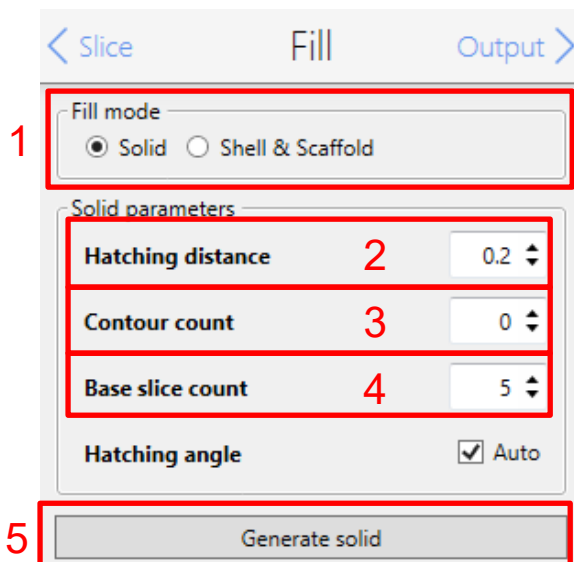 Slice Fill Output
Fill mode
1
Solid Shell & Scaffold
Solid parameters
Hatching distance 2 0.2
Contour count 3 0
Base slice count 4 5
Hatching angle Auto
5 Generate solid